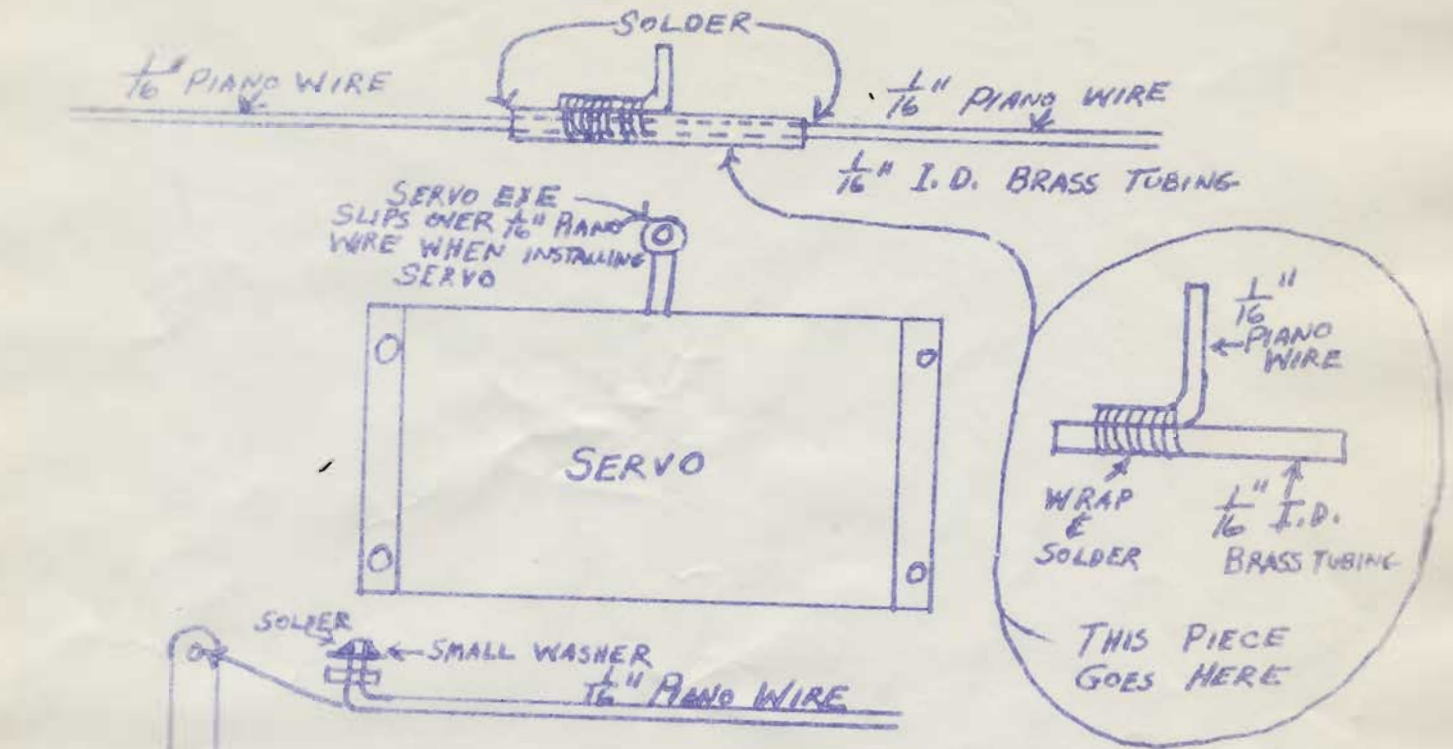 SOLDER
1/16" PIANO WIRE
1/16" PIANO WIRE
1/16" I.D. BRASS TUBING
SERVO EYE
SLIPS OVER 1/16" PIANO
WIRE WHEN INSTALLING
SERVO
SERVO
1/16"
PIANO
WIRE
WRAP
&
SOLDER
1/16" I.D.
BRASS TUBING
THIS PIECE
GOES HERE
SOLDER
SMALL WASHER
1/16" PIANO WIRE